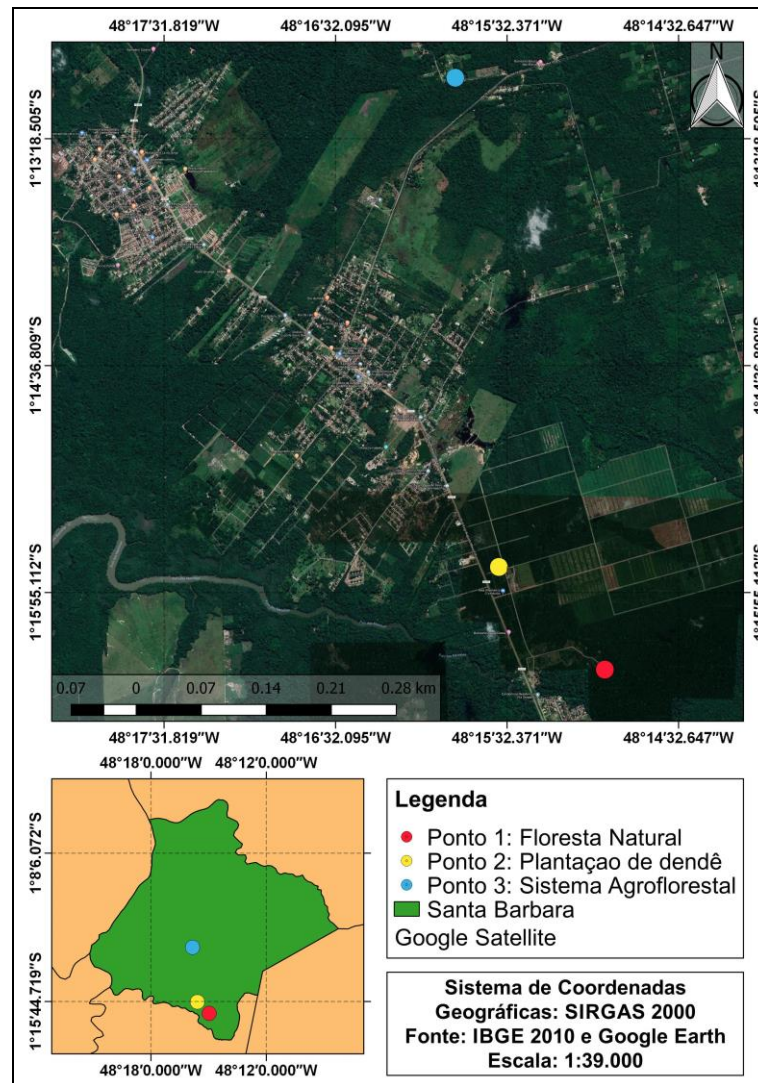 48°17'31.819"W 48°16'32.095"W 48°15'32.371"W 48°14'32.647"W
N
1°13'18.505"S
1°14'36.809"S
1°15'55.112"S
0.07 0 0.07 0.14 0.21 0.28 km
48°17'31.819"W 48°16'32.095"W 48°15'32.371"W 48°14'32.647"W
48°18'0.000"W 48°12'0.000"W
1°8'6.072"S
1°15'44.719"S
48°18'0.000"W 48°12'0.000"W
Legenda
Ponto 1: Floresta Natural
Ponto 2: Plantaçao de dendê
Ponto 3: Sistema Agroflorestal
Santa Barbara
Google Satellite
Sistema de Coordenadas
Geográficas: SIRGAS 2000
Fonte: IBGE 2010 e Google Earth
Escala: 1:39.000